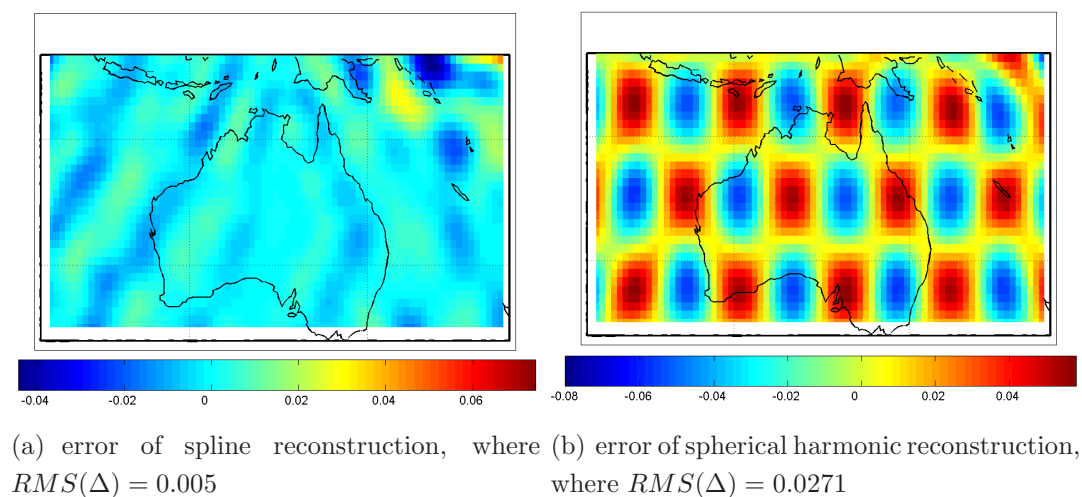 -0.04 -0.02 0 0.02 0.04 0.06
-0.08 -0.06 -0.04 -0.02 0 0.02 0.04
(a) error of spline reconstruction, where
RMS(Δ) = 0.005
(b) error of spherical harmonic reconstruction,
where RMS(Δ) = 0.0271